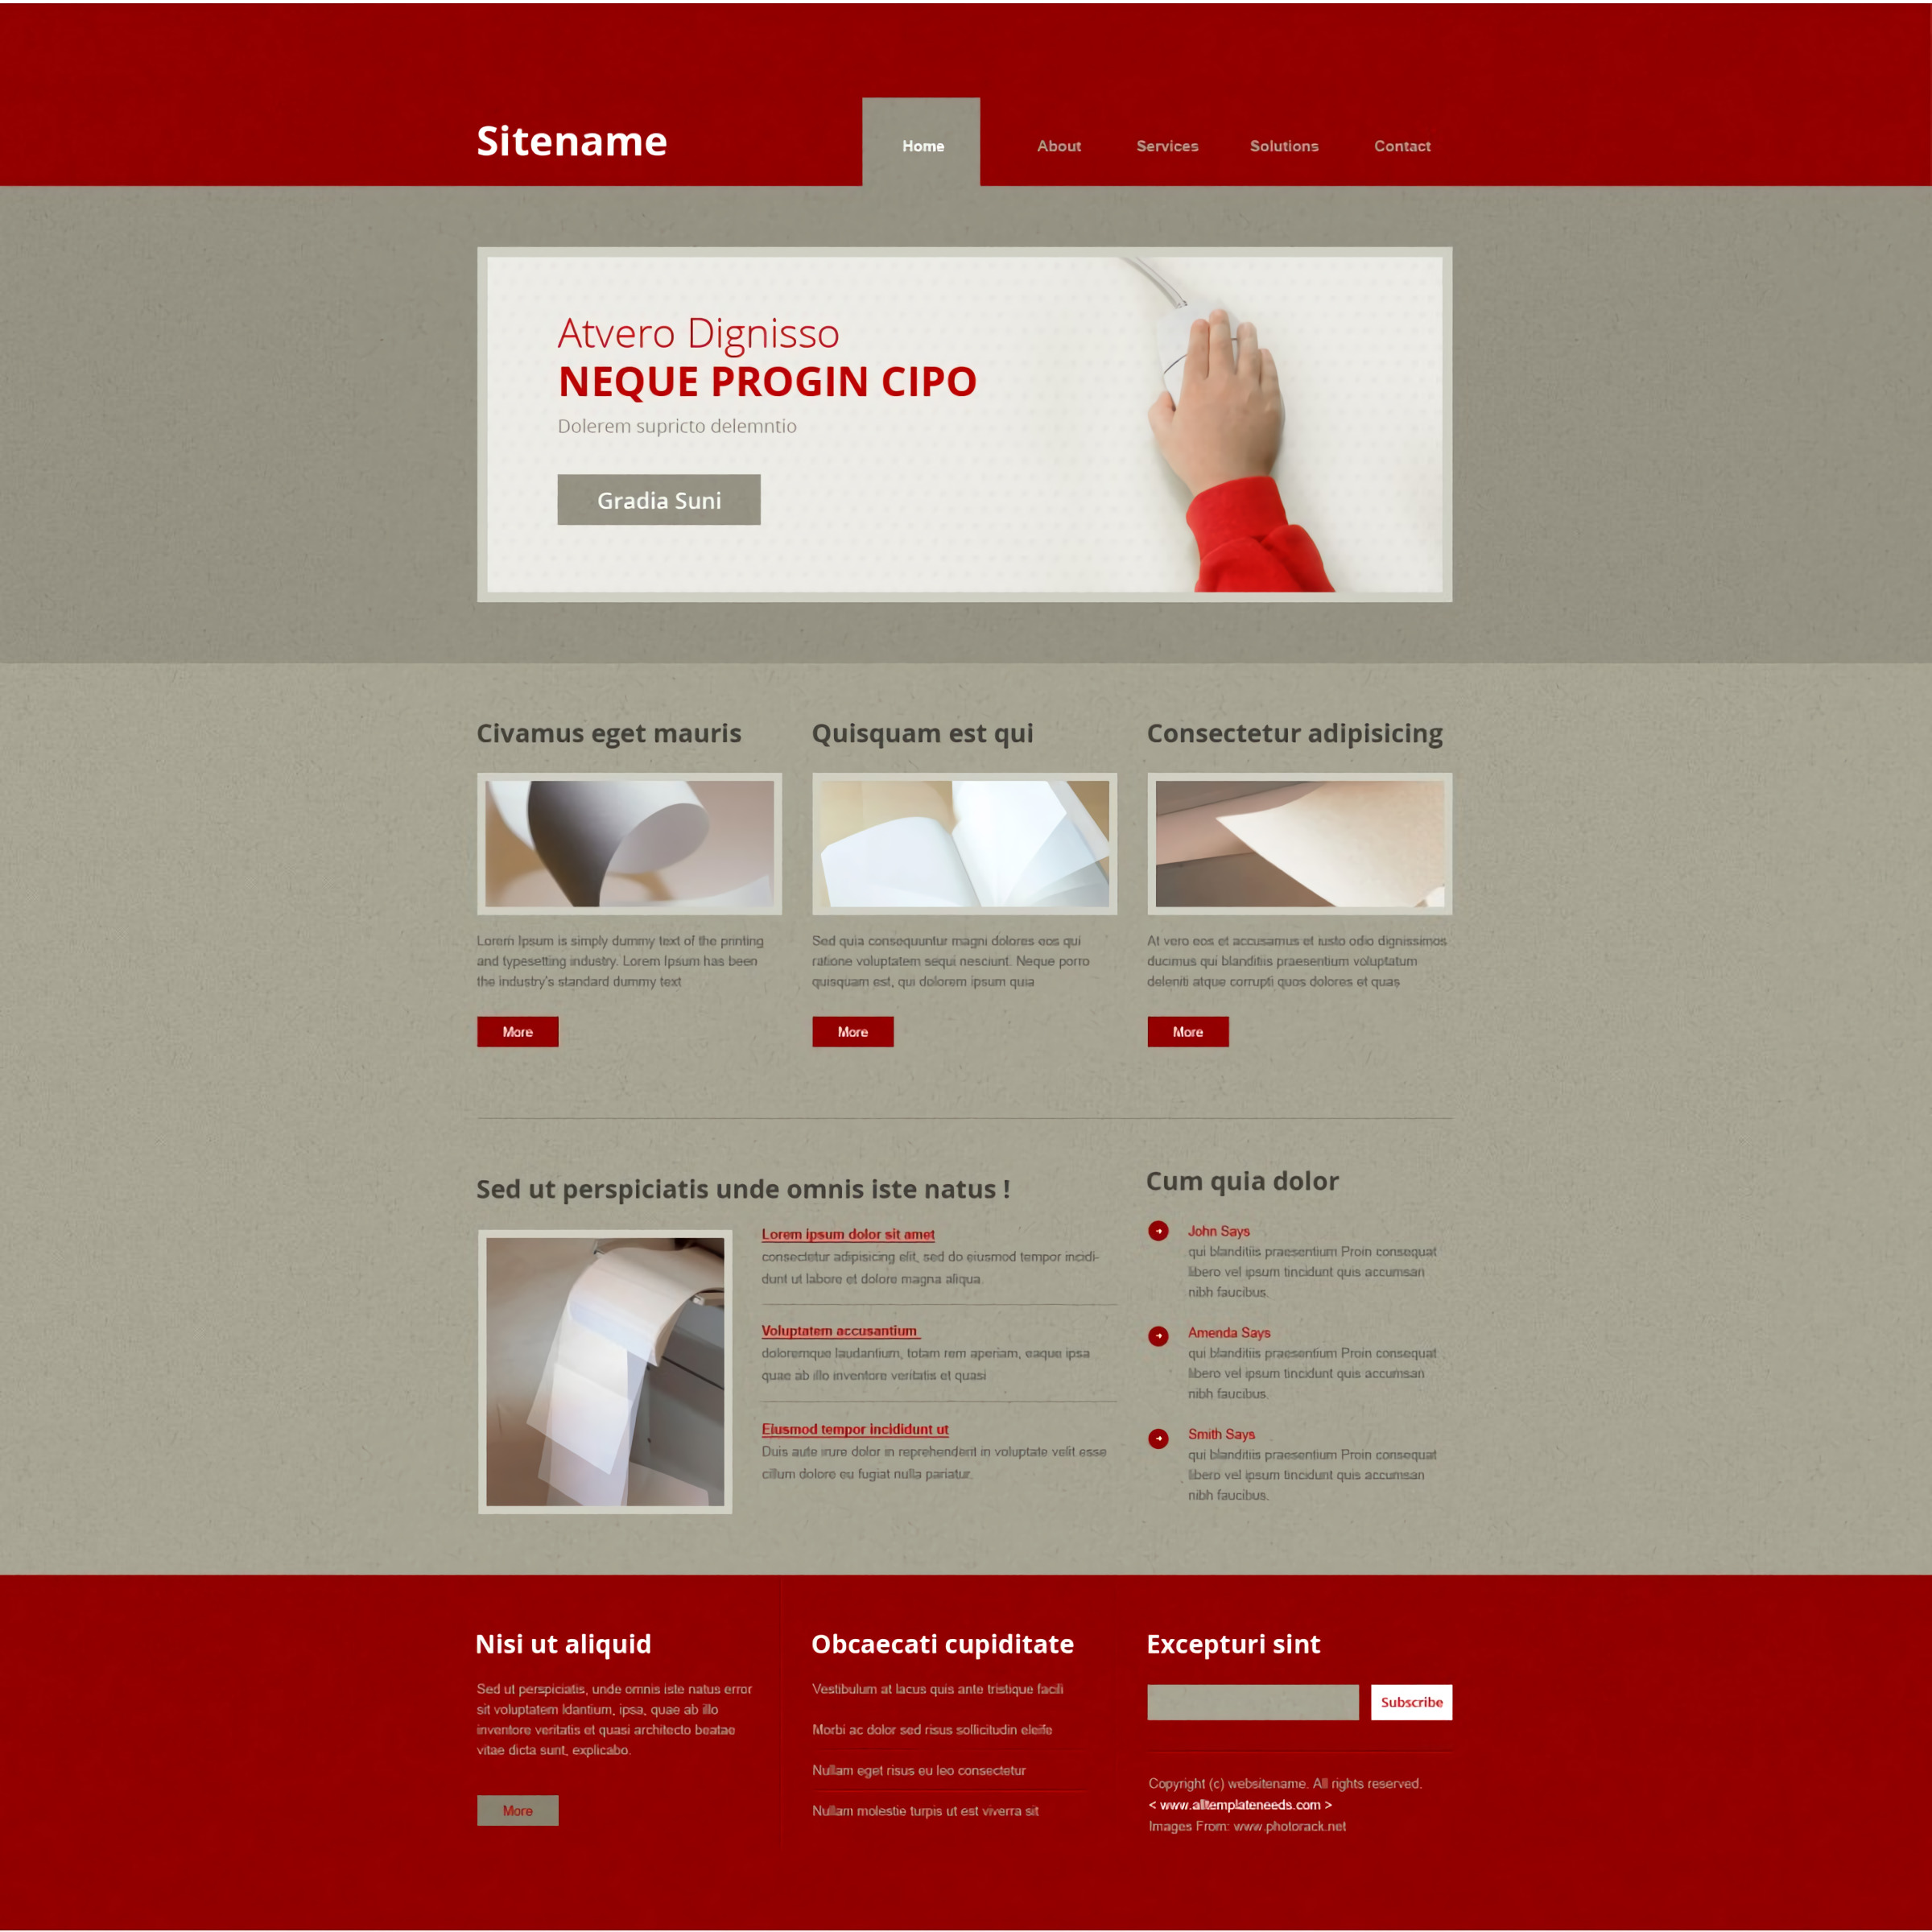 Sitename
Home
About
Services
Solutions
Contact
Atvero Dignisso
NEQUE PROGIN CIPO
Dolerem supricto delemntio
Gradia Suni
Civamus eget mauris
Lorem Ipsum is simply dummy text of the printing
and typesetting industry. Lorem Ipsum has been
the industry's standard dummy text
More
Quisquam est qui
Sed quia consequuntur magni dolores eos qui
ratione voluptatem sequi nesciunt. Neque porro
quisquam est, qui dolorem ipsum quia
More
Consectetur adipisicing
At vero eos et accusamus et iusto odio dignissimos
ducimus qui blanditiis praesentium voluptatum
deleniti atque corrupti quos dolores et quas
More
Sed ut perspiciatis unde omnis iste natus !
Lorem ipsum dolor sit amet
consectetur adipisicing elit, sed do eiusmod tempor incidi-
dunt ut labore et dolore magna aliqua.
Voluptatem accusantium
doloremque laudantium, totam rem aperiam, eaque ipsa
quae ab illo inventore veritatis et quasi
Eiusmod tempor incididunt ut
Duis aute irure dolor in reprehenderit in voluptate velit esse
cillum dolore eu fugiat nulla pariatur.
Cum quia dolor
John Says
qui blanditiis praesentium Proin consequat
libero vel ipsum tincidunt quis accumsan
nibh faucibus.
Amenda Says
qui blanditiis praesentium Proin consequat
libero vel ipsum tincidunt quis accumsan
nibh faucibus.
Smith Says
qui blanditiis praesentium Proin consequat
libero vel ipsum tincidunt quis accumsan
nibh faucibus.
Nisi ut aliquid
Sed ut perspiciatis, unde omnis iste natus error
sit voluptatem ldantium, ipsa, quae ab illo
inventore veritatis et quasi architecto beatae
vitae dicta sunt, explicabo.
More
Obcaecati cupiditate
Vestibulum at lacus quis ante tristique facili
Morbi ac dolor sed risus sollicitudin eleife
Nullam eget risus eu leo consectetur
Nullam molestie turpis ut est viverra sit
Excepturi sint
Subscribe
Copyright (c) websitename. All rights reserved.
< www.alltemplateneeds.com >
Images From: www.photorack.net